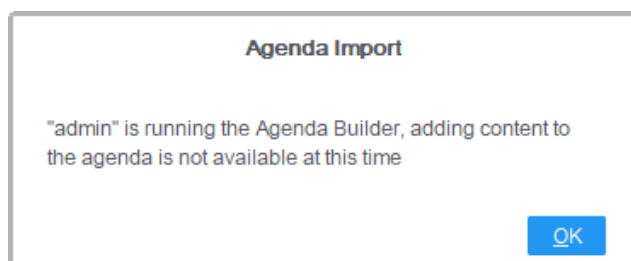 Agenda Import
"admin" is running the Agenda Builder, adding content to
the agenda is not available at this time
OK